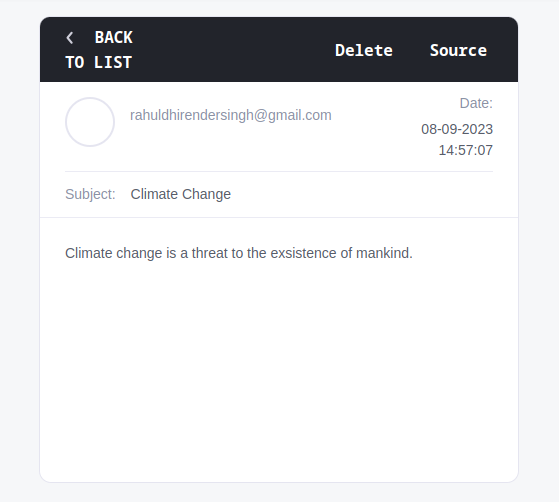 BACK
TO LIST
Delete
Source
rahuldhirendersingh@gmail.com
Date:
08-09-2023
14:57:07
Subject: Climate Change
Climate change is a threat to the exsistence of mankind.